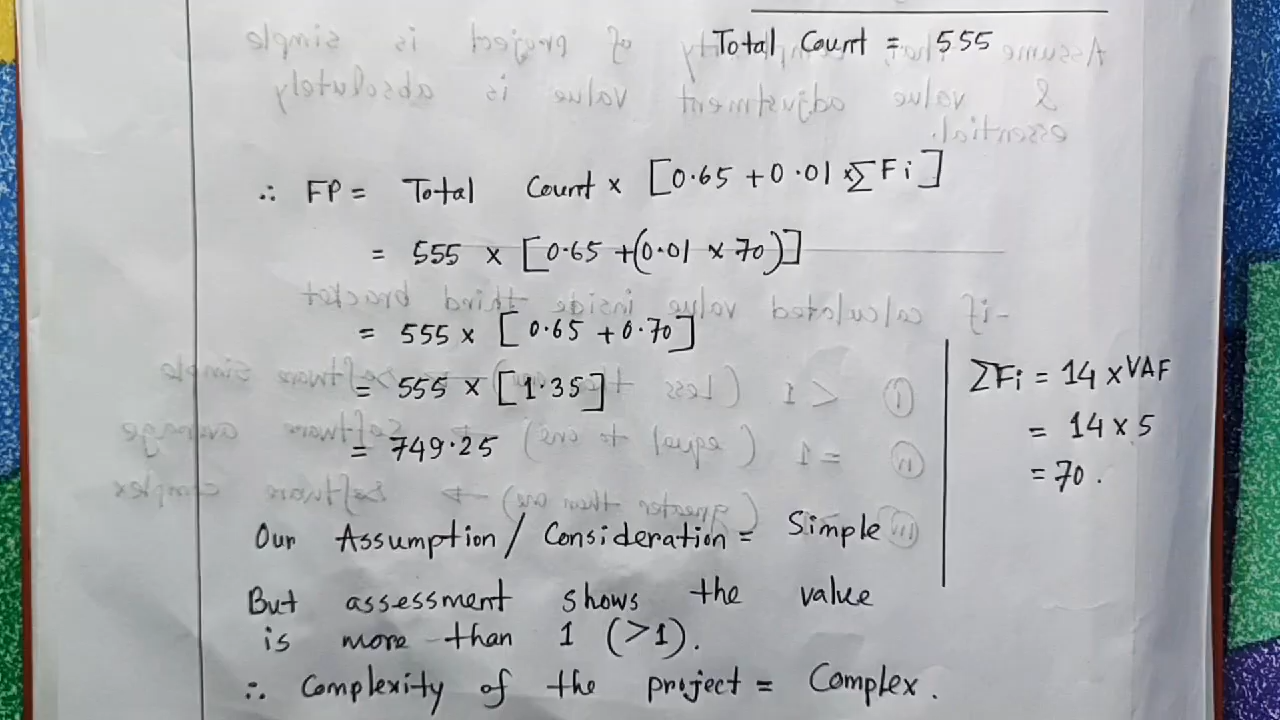 Total Count = 555
∴ FP = Total Count × [0.65 + 0.01 × ΣFi]
= 555 × [0.65 + (0.01 × 70)]
= 555 × [0.65 + 0.70]
= 555 × [1.35]
= 749.25
ΣFi = 14 × VAF
= 14 × 5
= 70.
Our Assumption / Consideration = Simple
But assessment shows the value
is more than 1 (>1).
∴ Complexity of the project = Complex.